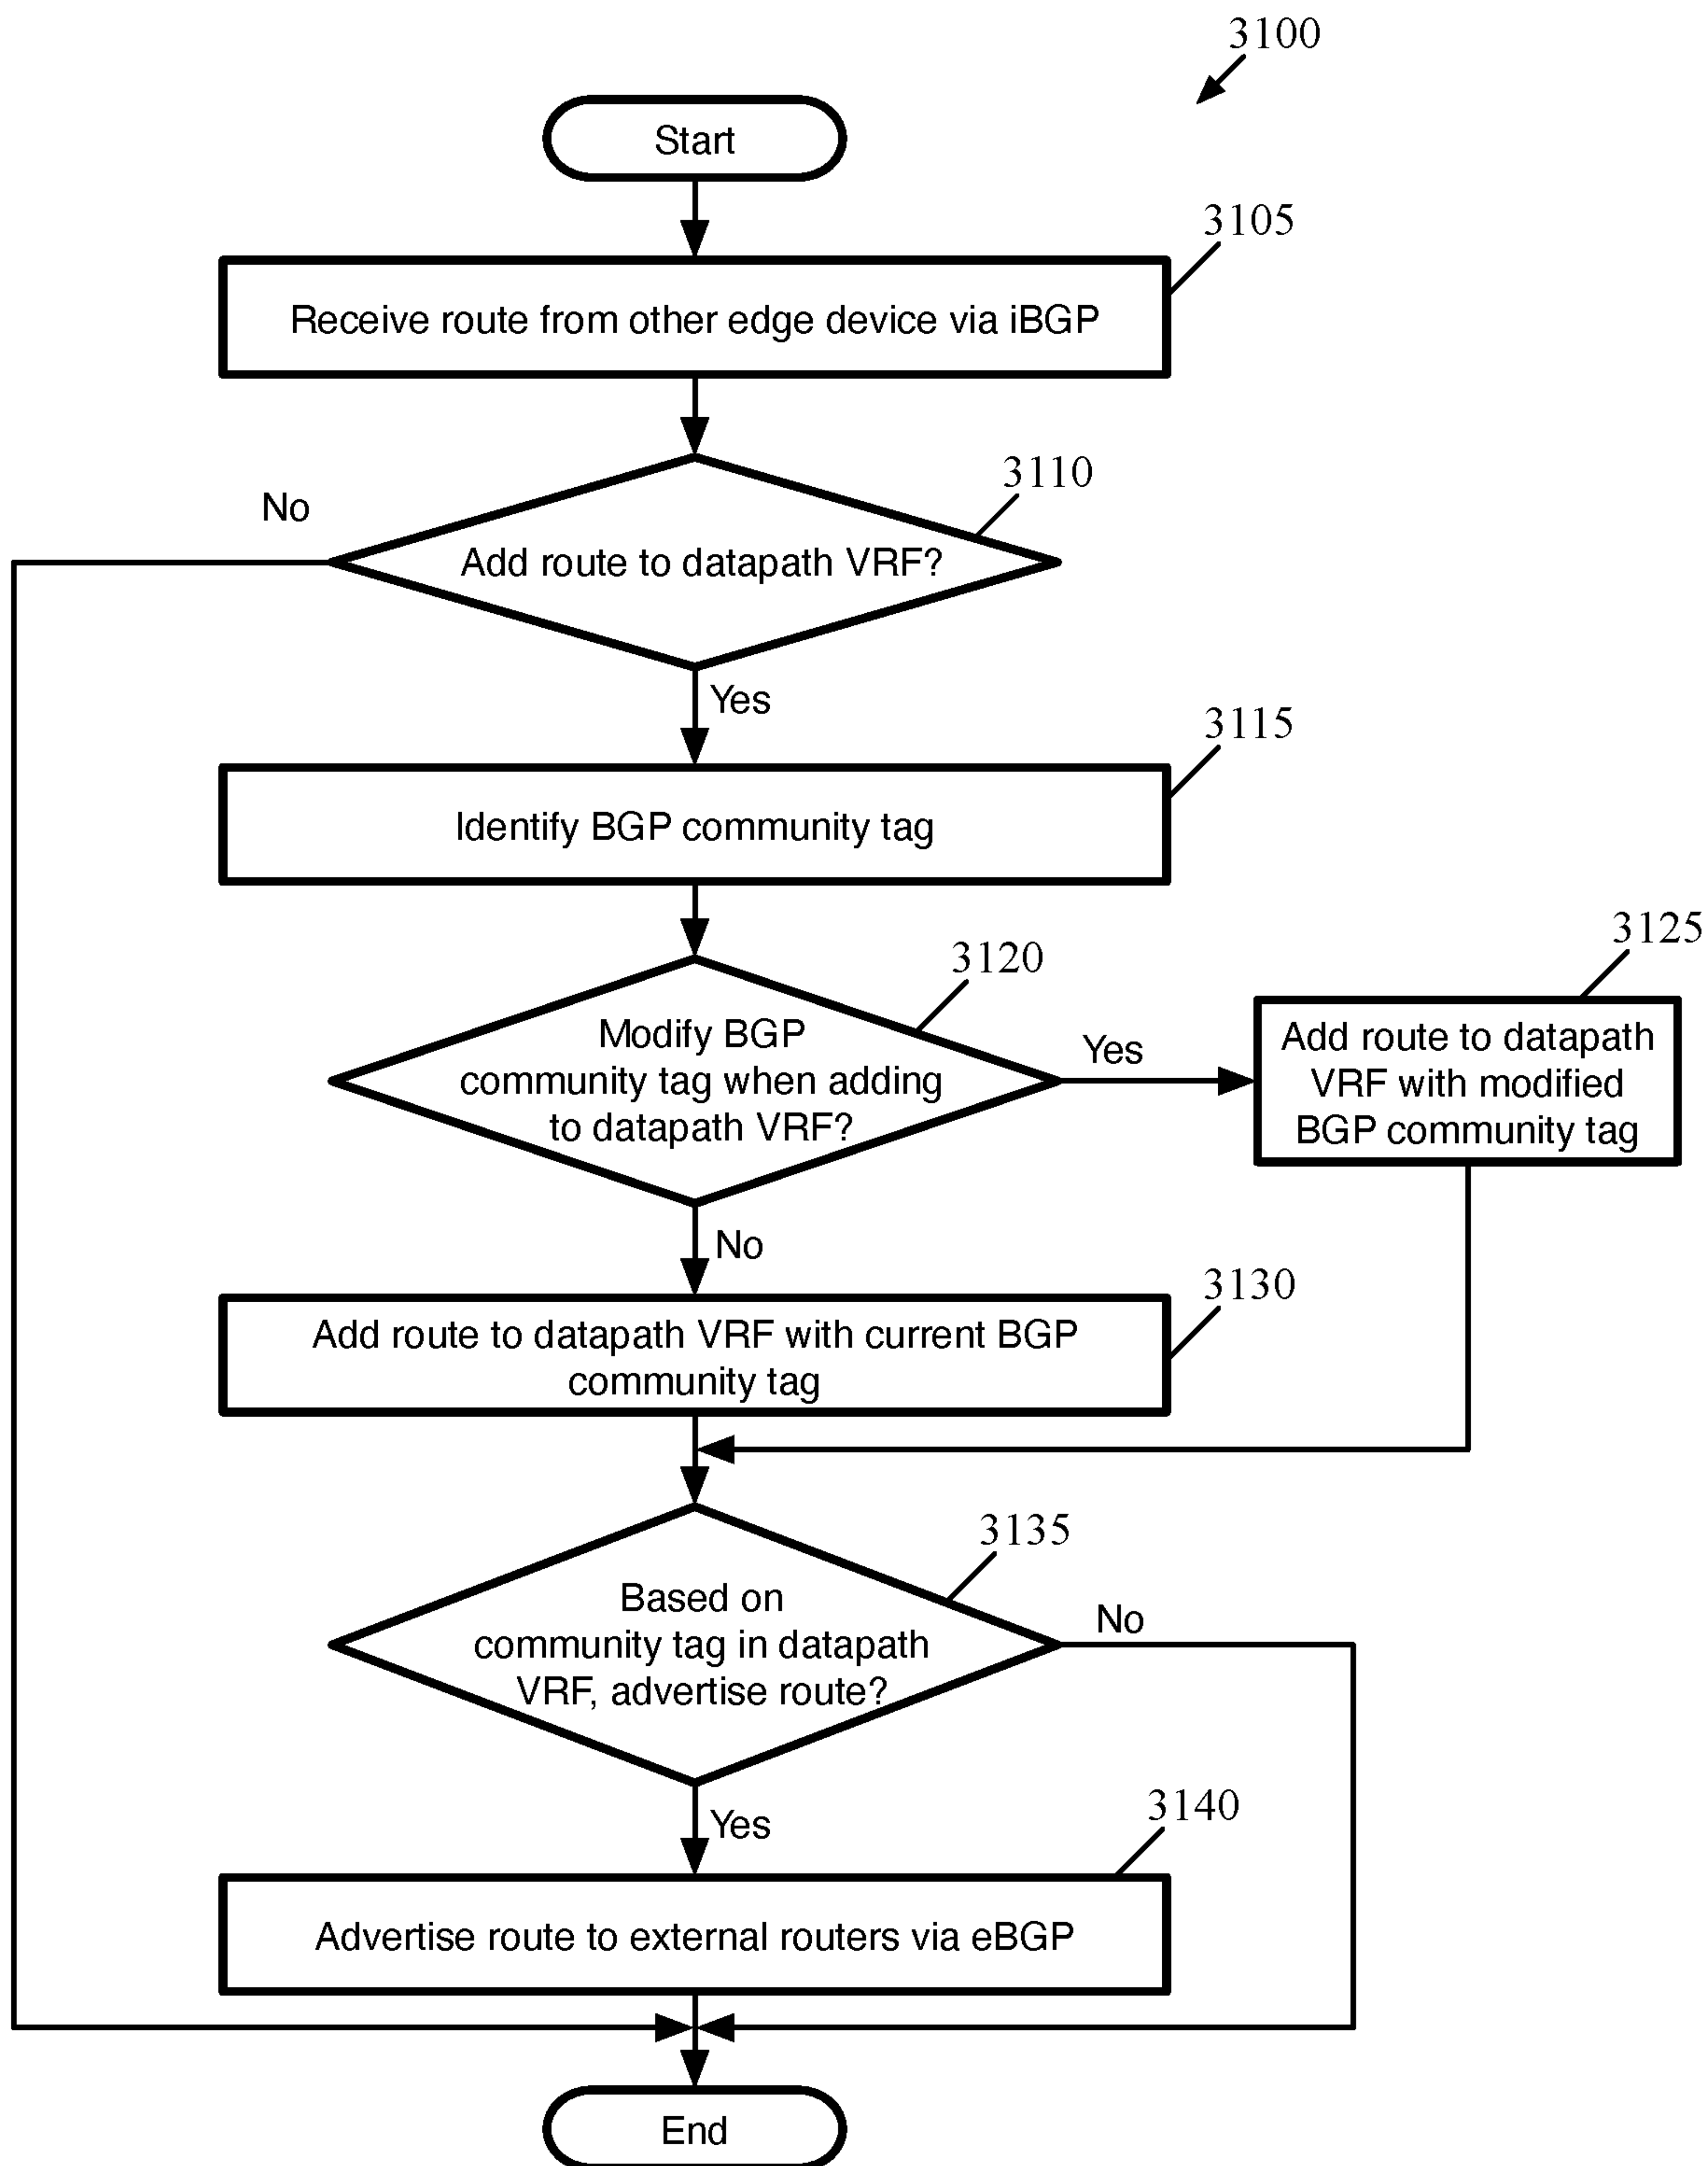 3100
Start
3105
Receive route from other edge device via iBGP
3110
No
Add route to datapath VRF?
Yes
3115
Identify BGP community tag
3120
3125
Modify BGP
community tag when adding
to datapath VRF?
Yes
Add route to datapath
VRF with modified
BGP community tag
No
3130
Add route to datapath VRF with current BGP
community tag
3135
Based on
community tag in datapath
VRF, advertise route?
No
Yes
3140
Advertise route to external routers via eBGP
End